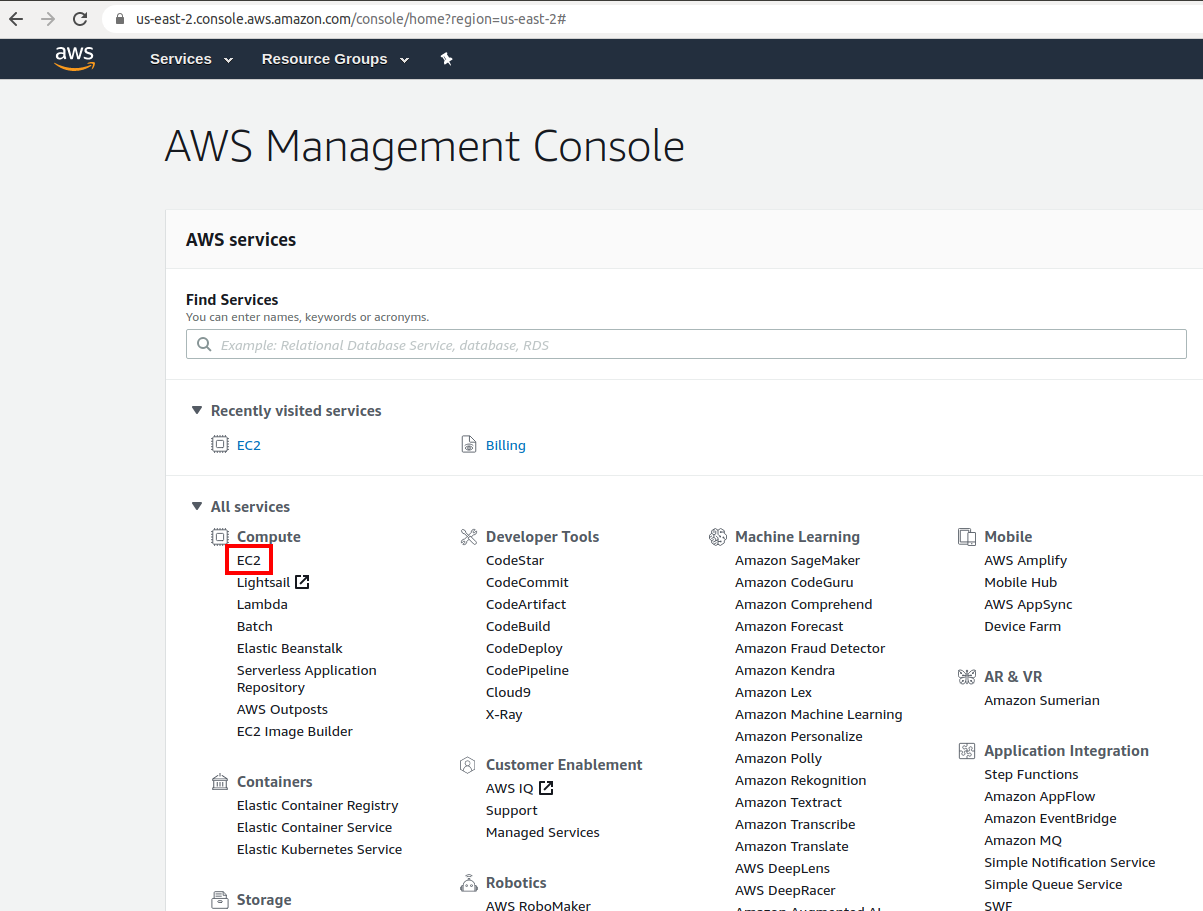 us-east-2.console.aws.amazon.com/console/home?region=us-east-2#
aws
Services
Resource Groups
AWS Management Console
AWS services
Find Services
You can enter names, keywords or acronyms.
Example: Relational Database Service, database, RDS
Recently visited services
EC2
Billing
All services
Compute
EC2
Lightsail
Lambda
Batch
Elastic Beanstalk
Serverless Application
Repository
AWS Outposts
EC2 Image Builder
Containers
Elastic Container Registry
Elastic Container Service
Elastic Kubernetes Service
Storage
Developer Tools
CodeStar
CodeCommit
CodeArtifact
CodeBuild
CodeDeploy
CodePipeline
Cloud9
X-Ray
Customer Enablement
AWS IQ
Support
Managed Services
Robotics
AWS RoboMaker
Machine Learning
Amazon SageMaker
Amazon CodeGuru
Amazon Comprehend
Amazon Forecast
Amazon Fraud Detector
Amazon Kendra
Amazon Lex
Amazon Machine Learning
Amazon Personalize
Amazon Polly
Amazon Rekognition
Amazon Textract
Amazon Transcribe
Amazon Translate
AWS DeepLens
AWS DeepRacer
Amazon Augmented AI
Mobile
AWS Amplify
Mobile Hub
AWS AppSync
Device Farm
AR & VR
Amazon Sumerian
Application Integration
Step Functions
Amazon AppFlow
Amazon EventBridge
Amazon MQ
Simple Notification Service
Simple Queue Service
SWF